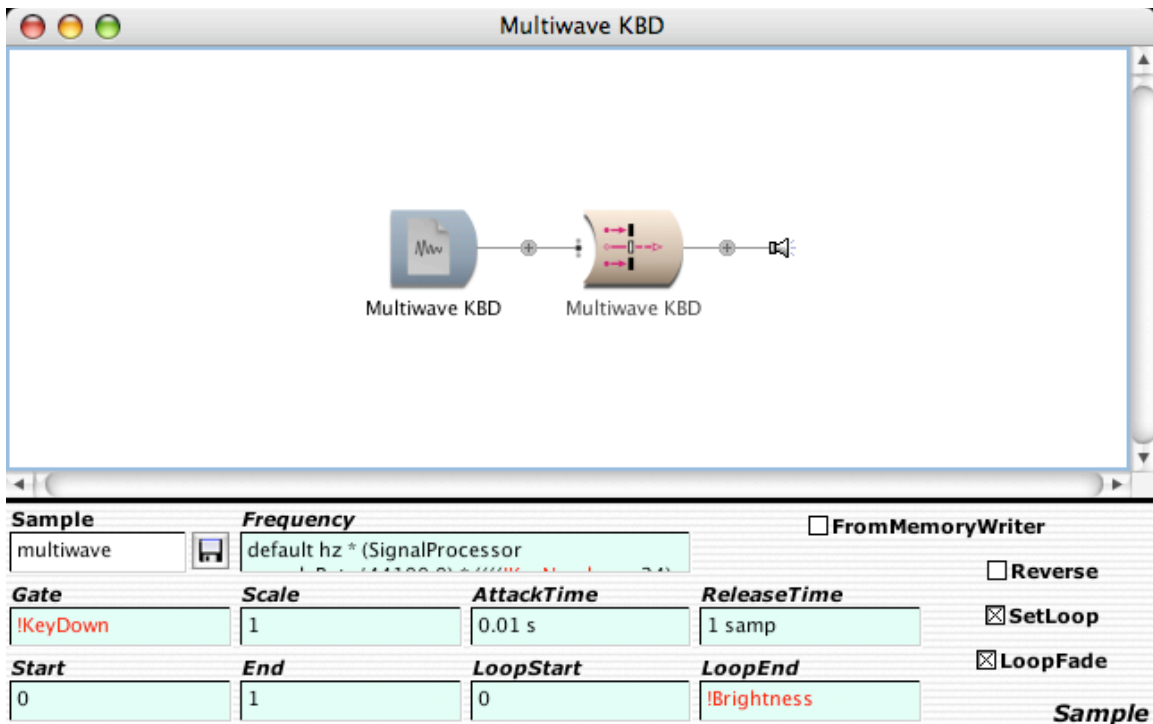 Multiwave KBD
Multiwave KBD
Multiwave KBD
Sample
Frequency
FromMemoryWriter
multiwave
default hz * (SignalProcessor
Reverse
Gate
Scale
AttackTime
ReleaseTime
!KeyDown
1
0.01 s
1 samp
SetLoop
Start
End
LoopStart
LoopEnd
LoopFade
0
1
0
!Brightness
Sample